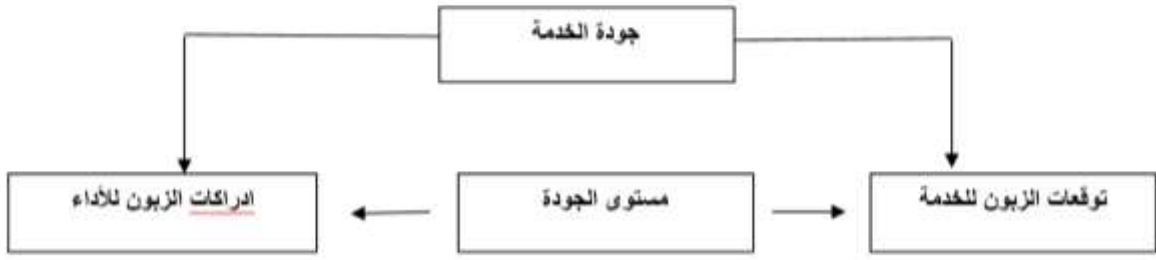 جودة الخدمة
توقعات الزبون للخدمة
مستوى الجودة
ادراكات الزبون للأداء